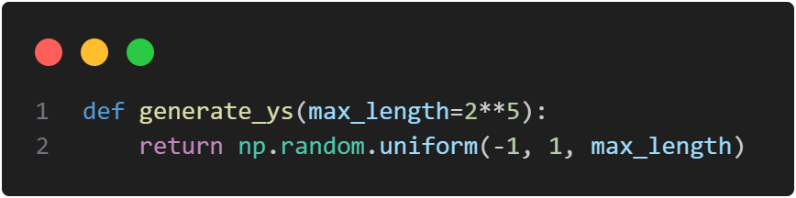 1 def generate_ys(max_length=2**5):
2     return np.random.uniform(-1, 1, max_length)